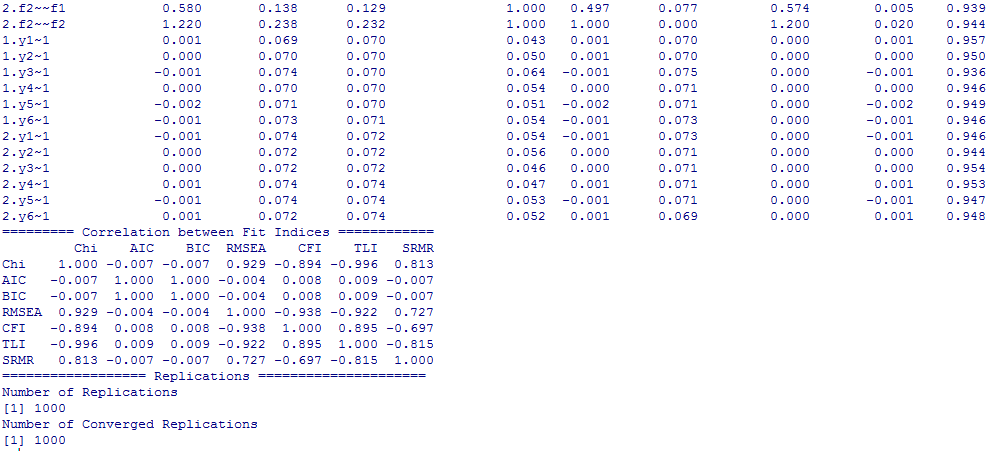 2.f2~~f1 0.580 0.138 0.129 1.000 0.497 0.077 0.574 0.005 0.939
2.f2~~f2 1.220 0.238 0.232 1.000 1.000 0.000 1.200 0.020 0.944
1.y1~1 0.001 0.069 0.070 0.043 0.001 0.070 0.000 0.001 0.957
1.y2~1 0.000 0.070 0.070 0.050 0.001 0.070 0.000 0.000 0.950
1.y3~1 -0.001 0.074 0.070 0.064 -0.001 0.075 0.000 -0.001 0.936
1.y4~1 0.000 0.070 0.070 0.054 0.000 0.071 0.000 0.000 0.946
1.y5~1 -0.002 0.071 0.070 0.051 -0.002 0.071 0.000 -0.002 0.949
1.y6~1 -0.001 0.073 0.071 0.054 -0.001 0.073 0.000 -0.001 0.946
2.y1~1 -0.001 0.074 0.072 0.054 -0.001 0.073 0.000 -0.001 0.946
2.y2~1 0.000 0.072 0.072 0.056 0.000 0.071 0.000 0.000 0.944
2.y3~1 0.000 0.072 0.072 0.046 0.000 0.071 0.000 0.000 0.954
2.y4~1 0.001 0.074 0.074 0.047 0.001 0.071 0.000 0.001 0.953
2.y5~1 -0.001 0.074 0.074 0.053 -0.001 0.071 0.000 -0.001 0.947
2.y6~1 0.001 0.072 0.074 0.052 0.001 0.069 0.000 0.001 0.948
========= Correlation between Fit Indices ============
Chi AIC BIC RMSEA CFI TLI SRMR
Chi 1.000 -0.007 -0.007 0.929 -0.894 -0.996 0.813
AIC -0.007 1.000 1.000 -0.004 0.008 0.009 -0.007
BIC -0.007 1.000 1.000 -0.004 0.008 0.009 -0.007
RMSEA 0.929 -0.004 -0.004 1.000 -0.938 -0.922 0.727
CFI -0.894 0.008 0.008 -0.938 1.000 0.895 -0.697
TLI -0.996 0.009 0.009 -0.922 0.895 1.000 -0.815
SRMR 0.813 -0.007 -0.007 0.727 -0.697 -0.815 1.000
================== Replications =====================
Number of Replications
[1] 1000
Number of Converged Replications
[1] 1000